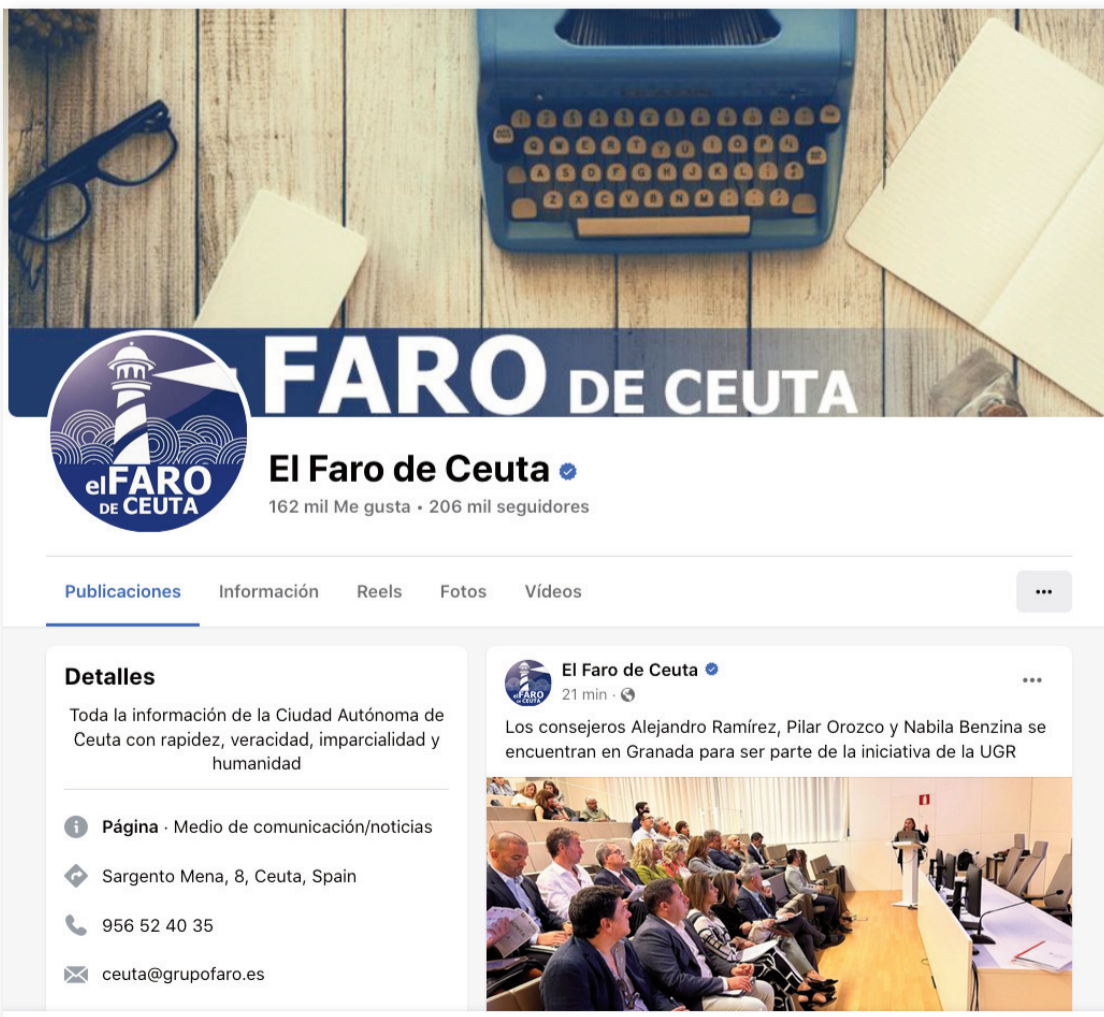 FARO DE CEUTA
elFARO
DE CEUTA
El Faro de Ceuta
162 mil Me gusta • 206 mil seguidores
Publicaciones
Información
Reels
Fotos
Vídeos
Detalles
Toda la información de la Ciudad Autónoma de
Ceuta con rapidez, veracidad, imparcialidad y
humanidad
Página · Medio de comunicación/noticias
Sargento Mena, 8, Ceuta, Spain
956 52 40 35
ceuta@grupofaro.es
El Faro de Ceuta
21 min ·
Los consejeros Alejandro Ramírez, Pilar Orozco y Nabila Benzina se
encuentran en Granada para ser parte de la iniciativa de la UGR
elFARO
DE CEUTA